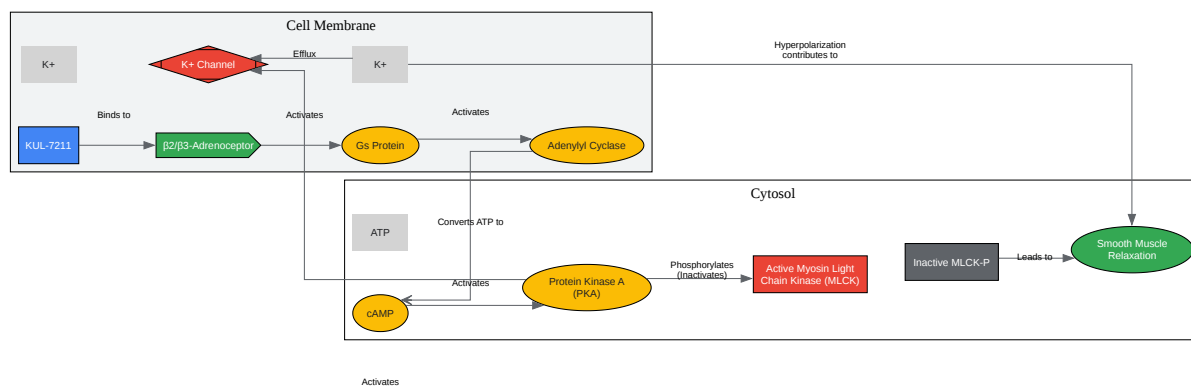 Cell Membrane
K+
K+ Channel
Efflux
K+
Hyperpolarization
contributes to
Binds to
Activates
Activates
KUL-7211
β2/β3-Adrenoceptor
Gs Protein
Adenylyl Cyclase
Cytosol
ATP
Converts ATP to
Smooth Muscle
Relaxation
Inactive MLCK-P
Leads to
Phosphorylates
(Inactivates)
Active Myosin Light
Chain Kinase (MLCK)
Protein Kinase A
(PKA)
Activates
cAMP
Activates